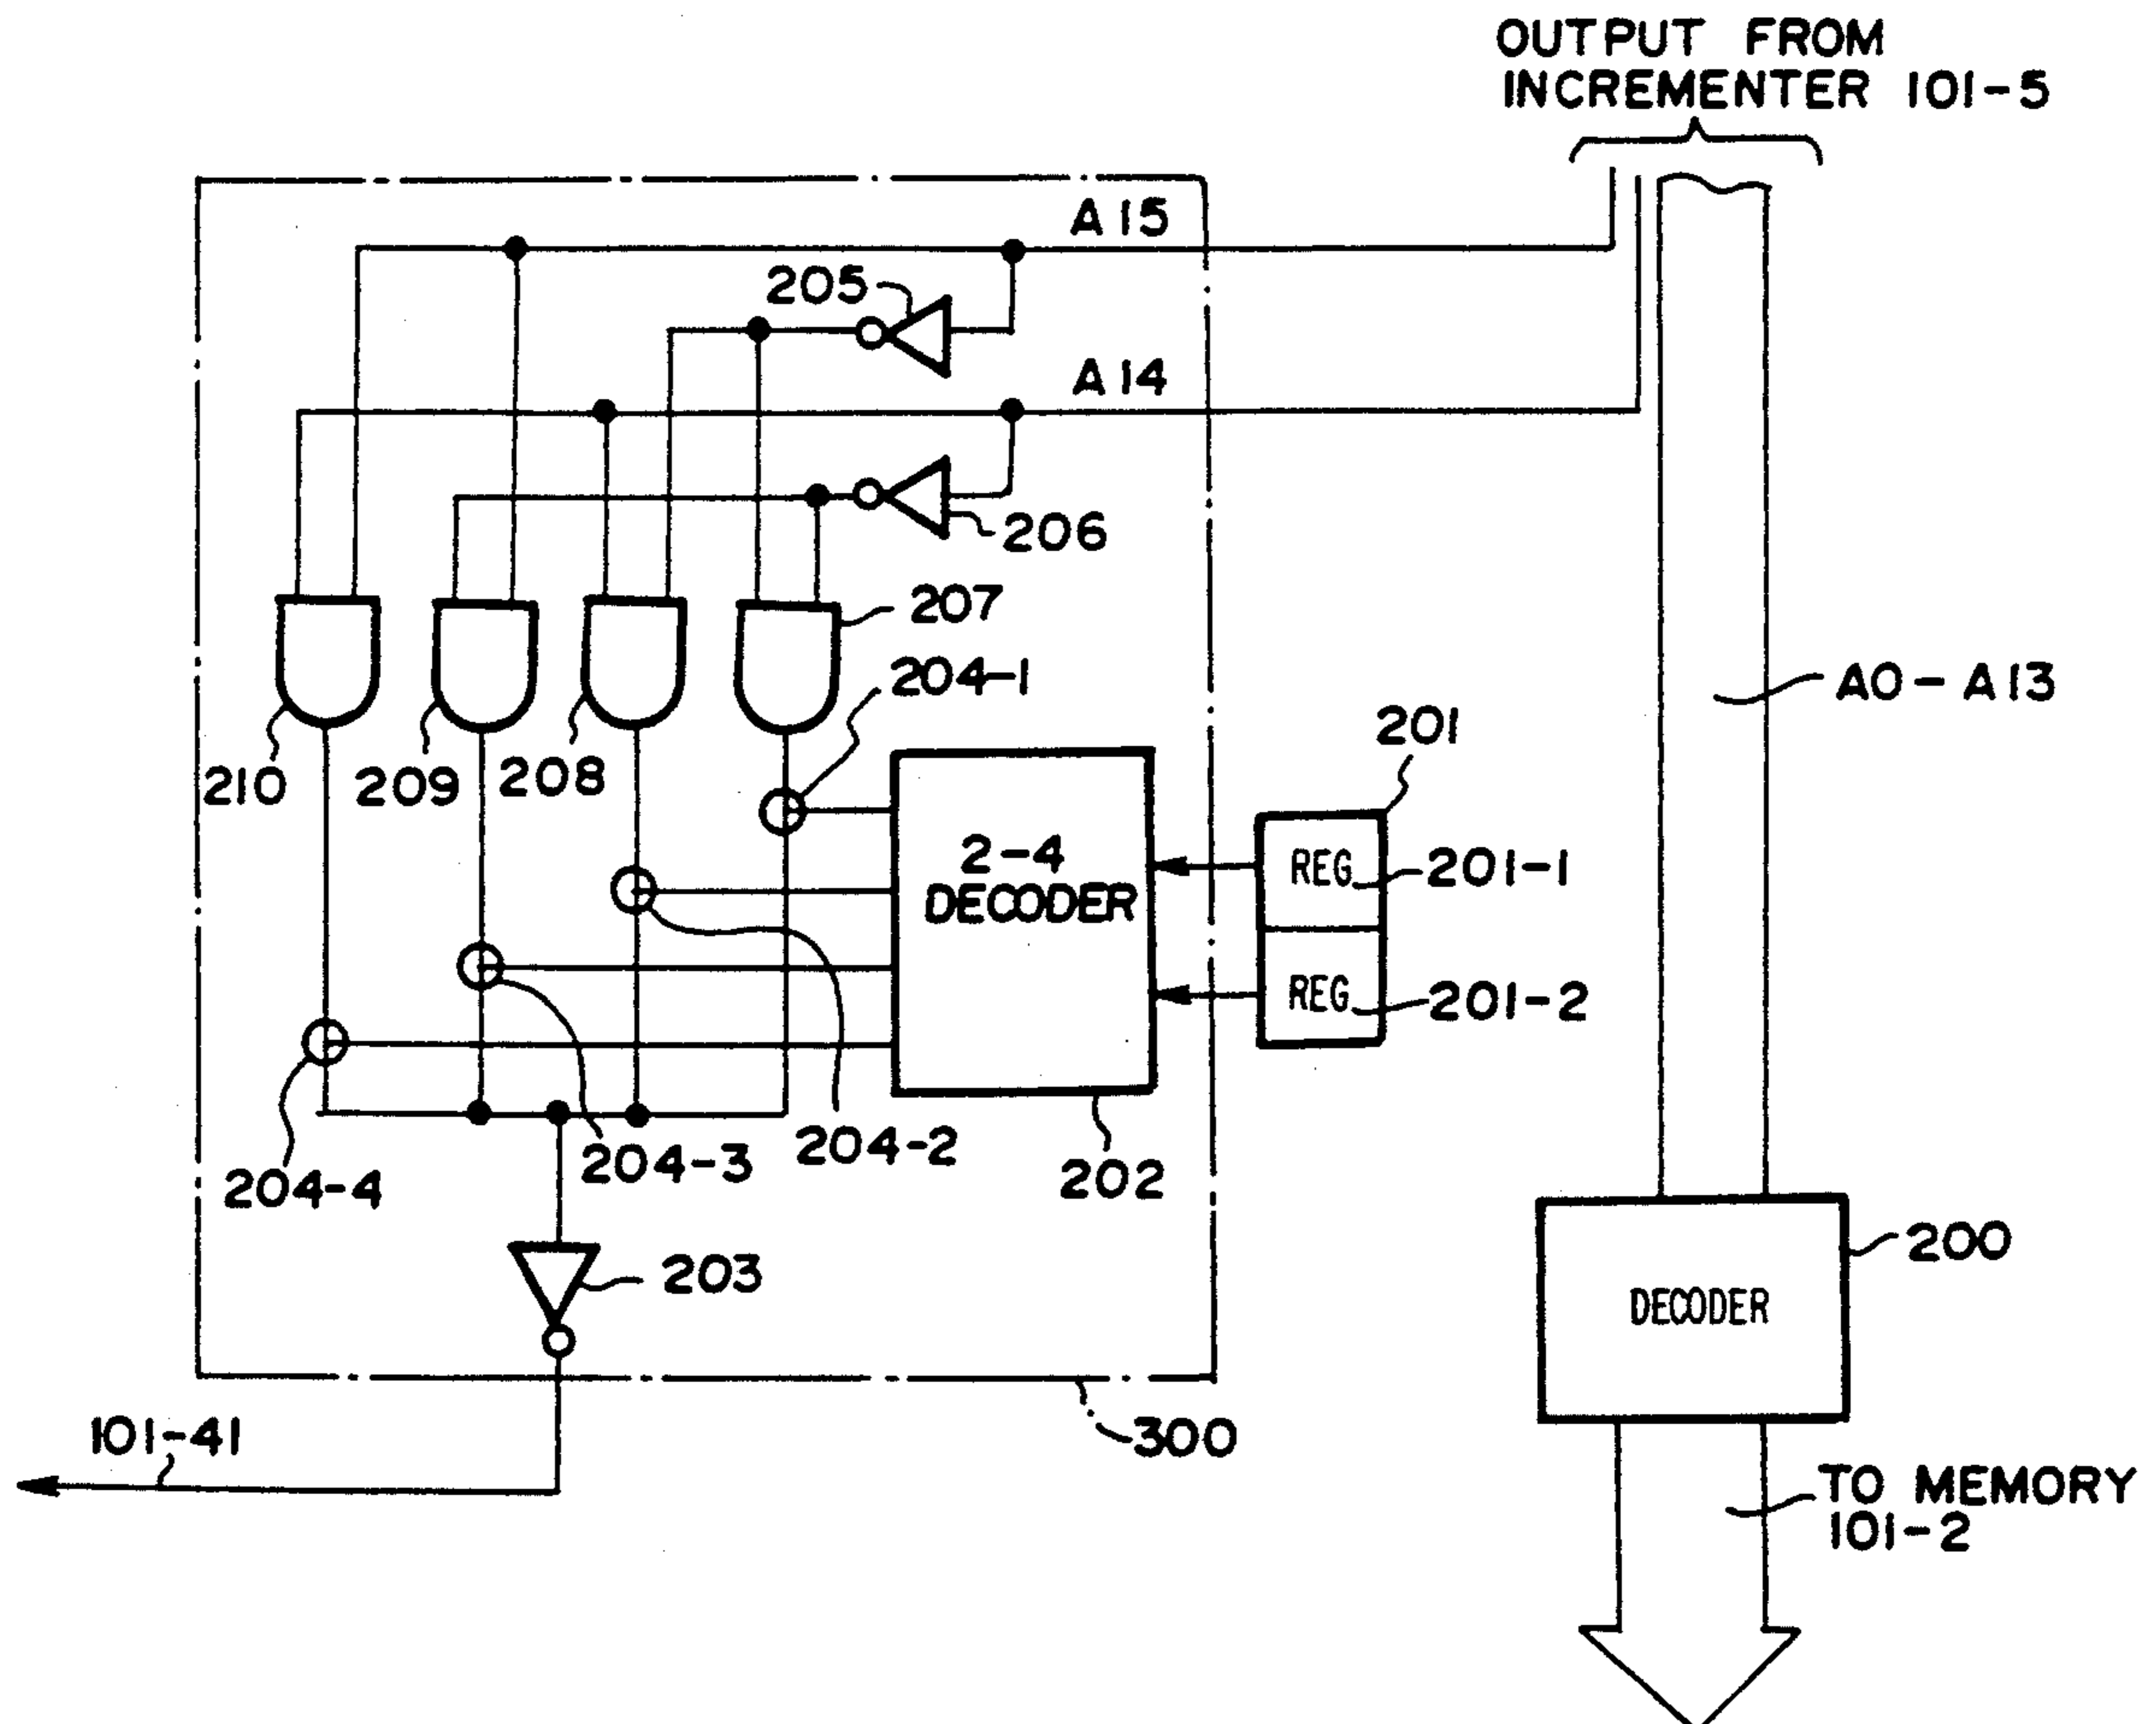 OUTPUT FROM
INCREMENTER 101-5
A15
205
A14
206
207
204-1
210
209
208
201
A0-A13
2-4
DECODER
REG
201-1
REG
201-2
204-4
204-3
204-2
202
203
200
DECODER
101-41
300
TO MEMORY
101-2